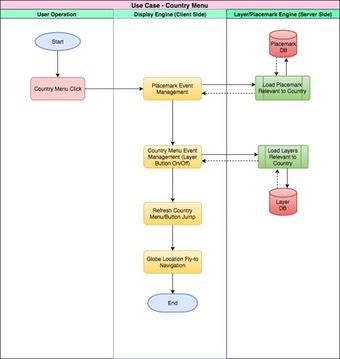 Use Case - Country Menu
User Operation
Display Engine (Client Side)
Layer/Placemark Engine (Server Side)
Start
Placemark
DB
Country Menu Click
Placemark Event
Management
Load Placemark
Relevant to Country
Country Menu Event
Management (Layer
Button On/Off)
Load Layers
Relevant to
Country
Refresh Country
Menu/Button Jump
Layer
DB
Globe Location Fly-to
Navigation
End